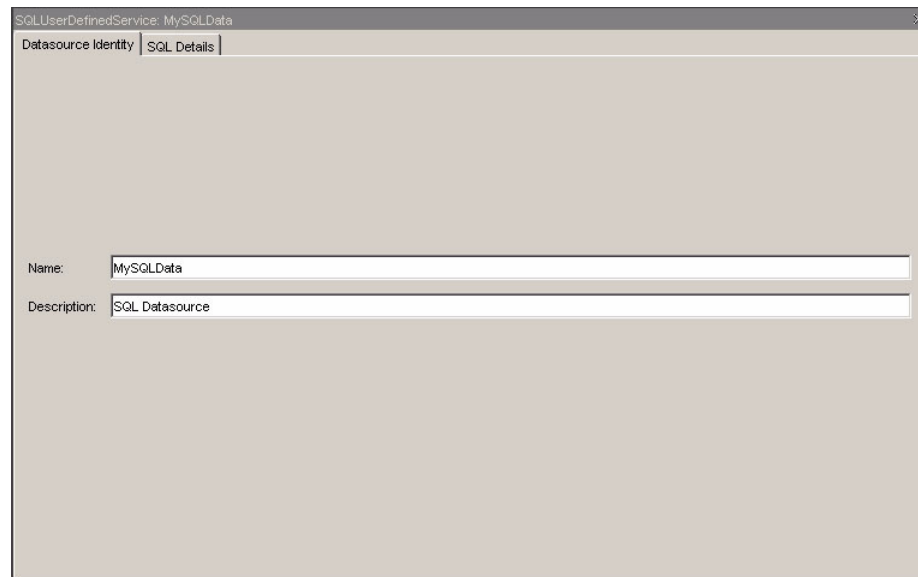 SQLUserDefinedService: MySQLData
Datasource Identity SQL Details
Name: MySQLData
Description: SQL Datasource